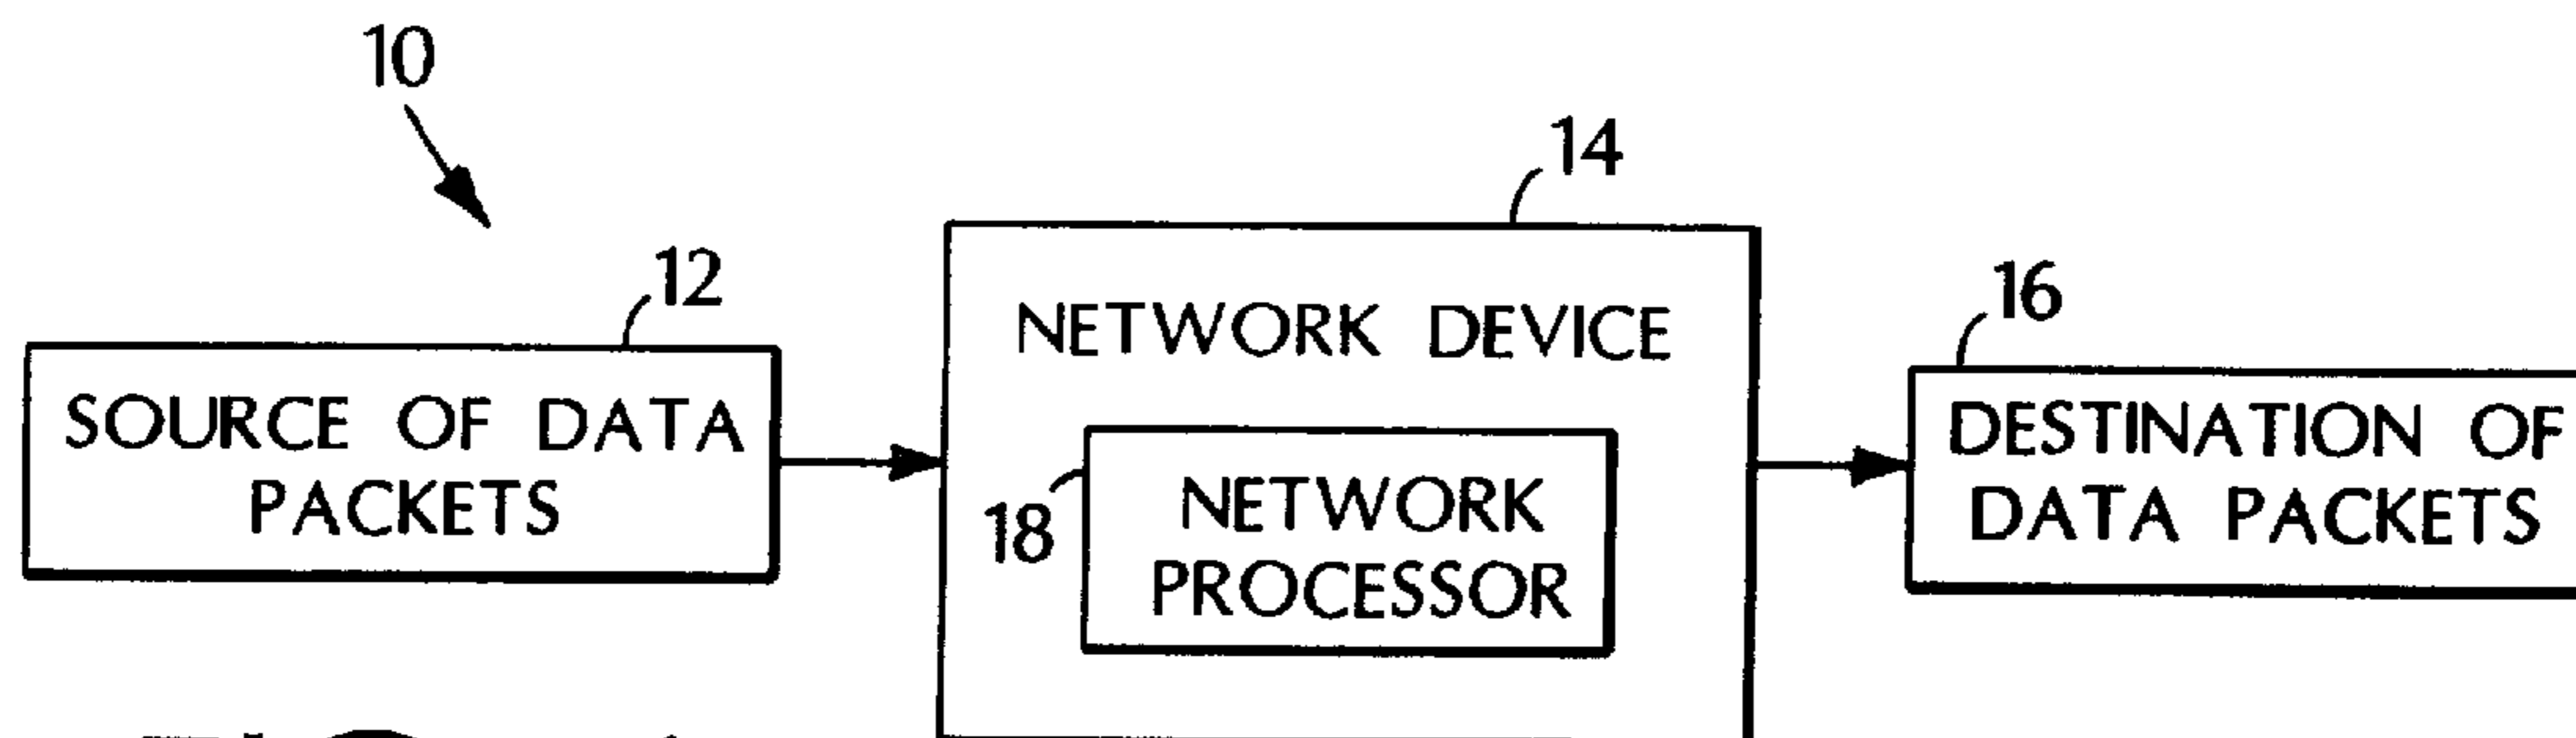 10
12
SOURCE OF DATA
PACKETS
14
NETWORK DEVICE
18
NETWORK
PROCESSOR
16
DESTINATION OF
DATA PACKETS